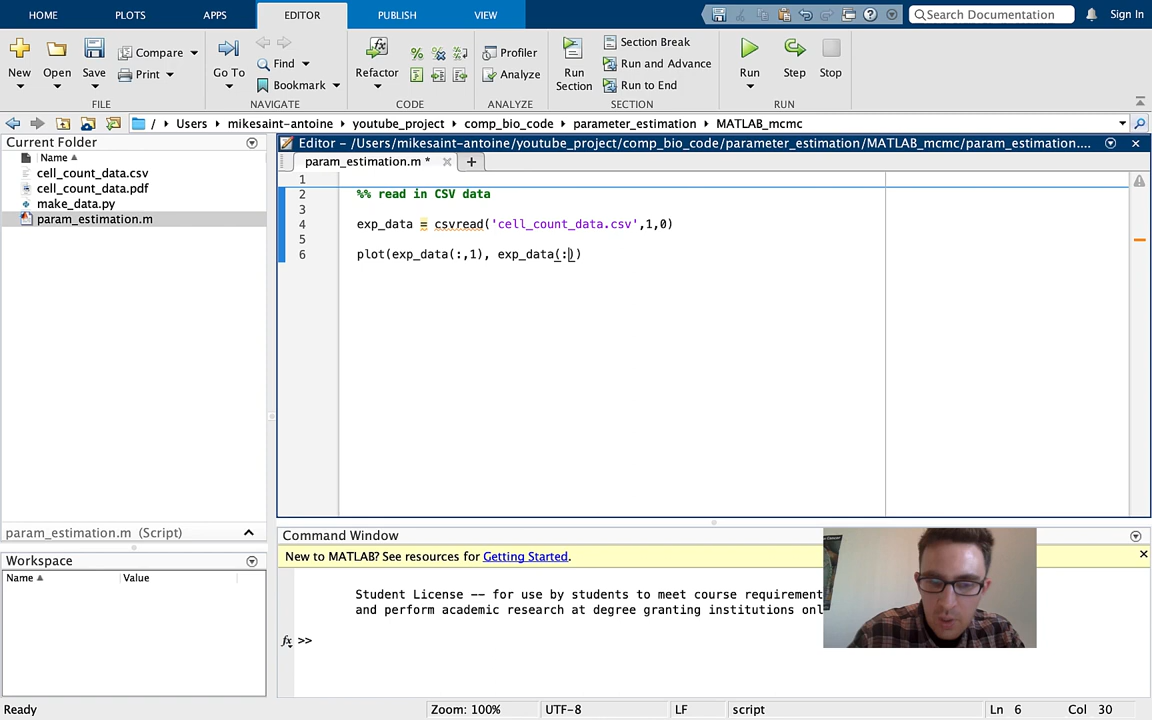 HOME PLOTS APPS EDITOR PUBLISH VIEW Search Documentation Sign In
New Open Save Compare Print Go To Find Bookmark Refactor Profiler Analyze Run Section Section Break Run and Advance Run to End Run Step Stop
FILE NAVIGATE CODE ANALYZE SECTION RUN
/ Users mikesaint-antoine youtube_project comp_bio_code parameter_estimation MATLAB_mcmc
Current Folder
Name
cell_count_data.csv
cell_count_data.pdf
make_data.py
param_estimation.m
param_estimation.m (Script)
Workspace
Name Value
Editor - /Users/mikesaint-antoine/youtube_project/comp_bio_code/parameter_estimation/MATLAB_mcmc/param_estimation....
param_estimation.m *
1
2 %% read in CSV data
3
4 exp_data = csvread('cell_count_data.csv',1,0)
5
6 plot(exp_data(:,1), exp_data(:))
Command Window
New to MATLAB? See resources for Getting Started.
Student License -- for use by students to meet course requirement
and perform academic research at degree granting institutions onl
fx >>
Ready Zoom: 100% UTF-8 LF script Ln 6 Col 30